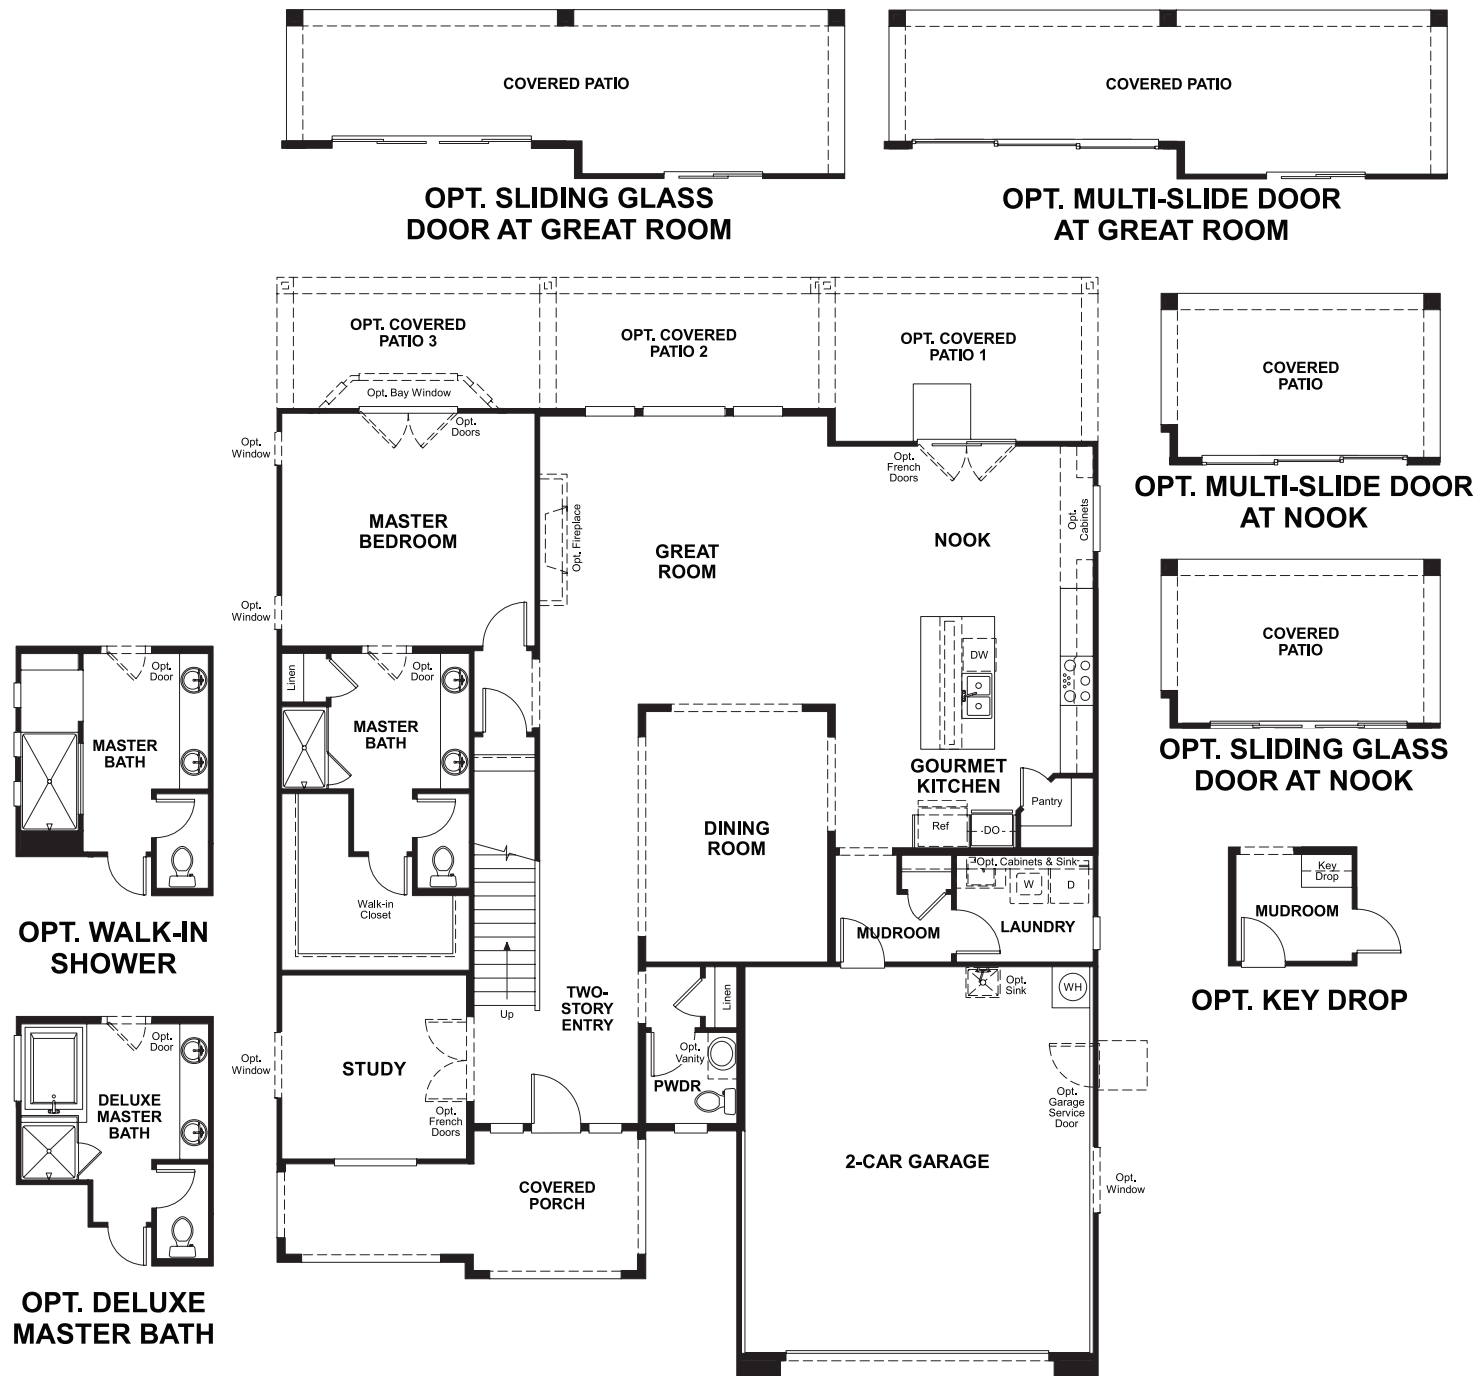 COVERED PATIO
COVERED PATIO
OPT. SLIDING GLASS
DOOR AT GREAT ROOM
OPT. MULTI-SLIDE DOOR
AT GREAT ROOM
OPT. COVERED
PATIO 3
OPT. COVERED
PATIO 2
OPT. COVERED
PATIO 1
COVERED
PATIO
OPT. MULTI-SLIDE DOOR
AT NOOK
Opt. Bay Window
Opt.
Doors
Opt.
Window
Opt.
French
Doors
Opt.
Cabinets
MASTER
BEDROOM
Opt. Fireplace
GREAT
ROOM
NOOK
Opt.
Window
COVERED
PATIO
OPT. SLIDING GLASS
DOOR AT NOOK
DW
Linen
Opt.
Door
MASTER
BATH
Opt.
Door
MASTER
BATH
OPT. WALK-IN
SHOWER
GOURMET
KITCHEN
Pantry
Ref
DO
DINING
ROOM
Opt. Cabinets & Sink
W
D
LAUNDRY
MUDROOM
Walk-in
Closet
Key
Drop
MUDROOM
OPT. KEY DROP
Up
TWO-
STORY
ENTRY
Linen
Opt.
Sink
WH
Opt.
Vanity
PWDR
STUDY
Opt.
Window
Opt.
French
Doors
Opt.
Door
DELUXE
MASTER
BATH
OPT. DELUXE
MASTER BATH
Opt.
Garage
Service
Door
2-CAR GARAGE
Opt.
Window
COVERED
PORCH